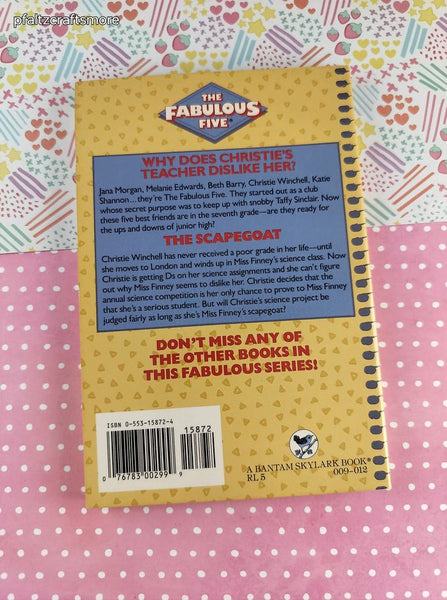 pfaltzcraftsmore
THE
FABULOUS
FIVE
WHY DOES CHRISTIE'S
TEACHER DISLIKE HER?
Jana Morgan, Melanie Edwards, Beth Barry, Christie Winchell, Katie
Shannon...they're The Fabulous Five. They started out as a club
whose secret purpose was to keep up with snobby Taffy Sinclair. Now
these five best friends are in the seventh grade—are they ready for
the ups and downs of junior high?
THE SCAPEGOAT
Christie Winchell has never received a poor grade in her life—until
she moves to London and winds up in Miss Finney's science class. Now
Christie is getting Ds on her science assignments and she can't figure
out why Miss Finney seems to dislike her. Christie decides that the
annual science competition is her only chance to prove to Miss Finney
that she's a serious student. But will Christie's science project be
judged fairly as long as she's Miss Finney's scapegoat?
DON'T MISS ANY OF
THE OTHER BOOKS IN
THIS FABULOUS SERIES!
ISBN 0-553-15872-4
15872
0 76783 00299 9
A BANTAM SKYLARK BOOK
RL 5 009-012